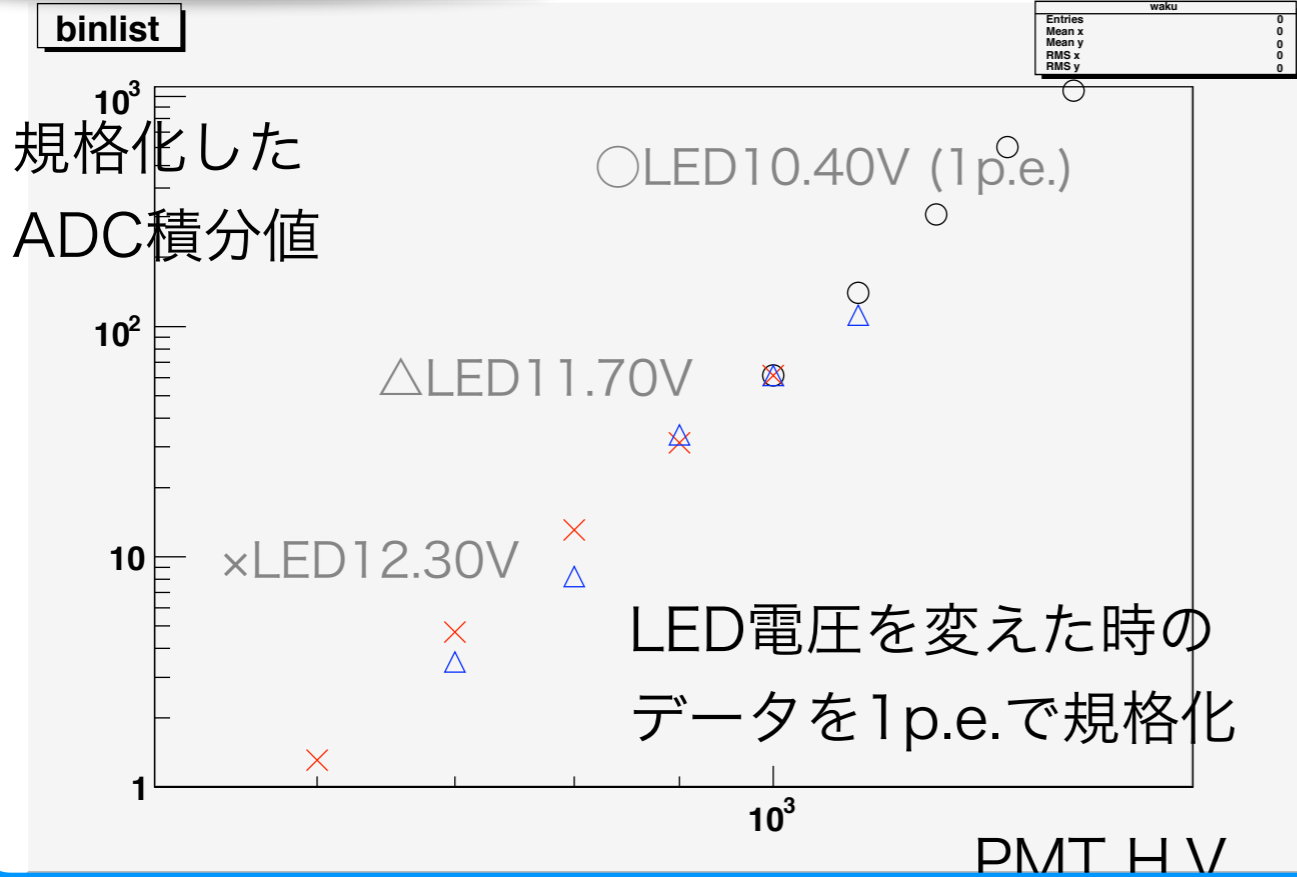 binlist
waku
Entries 0
Mean x 0
Mean y 0
RMS x 0
RMS y 0
10³
規格化した
ADC積分値
○LED10.40V (1p.e.)
10²
△LED11.70V
10
×LED12.30V
LED電圧を変えた時の
データを1p.e.で規格化
1
10³
PMT H.V